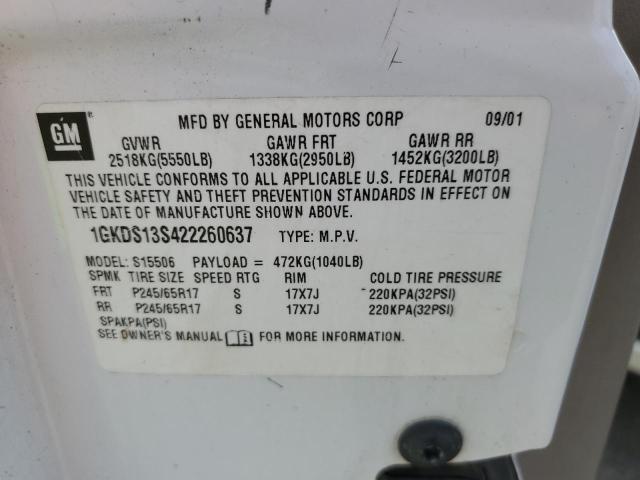 GM ®
MFD BY GENERAL MOTORS CORP 09/01
GVWR GAWR FRT GAWR RR
2518KG(5550LB) 1338KG(2950LB) 1452KG(3200LB)
THIS VEHICLE CONFORMS TO ALL APPLICABLE U.S. FEDERAL MOTOR
VEHICLE SAFETY AND THEFT PREVENTION STANDARDS IN EFFECT ON
THE DATE OF MANUFACTURE SHOWN ABOVE.
1GKDS13S422260637 TYPE: M.P.V.
MODEL: S15506 PAYLOAD = 472KG(1040LB)
SPMK TIRE SIZE SPEED RTG RIM COLD TIRE PRESSURE
FRT P245/65R17 S 17X7J 220KPA(32PSI)
RR P245/65R17 S 17X7J 220KPA(32PSI)
SPAKPA(PSI)
SEE OWNER'S MANUAL FOR MORE INFORMATION